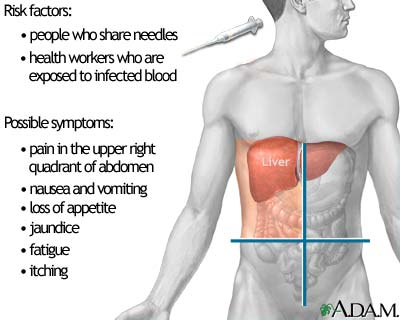 Risk factors:
• people who share needles
• health workers who are
exposed to infected blood
Possible symptoms:
• pain in the upper right
quadrant of abdomen
• nausea and vomiting
• loss of appetite
• jaundice
• fatigue
• itching
Liver
A.D.A.M.